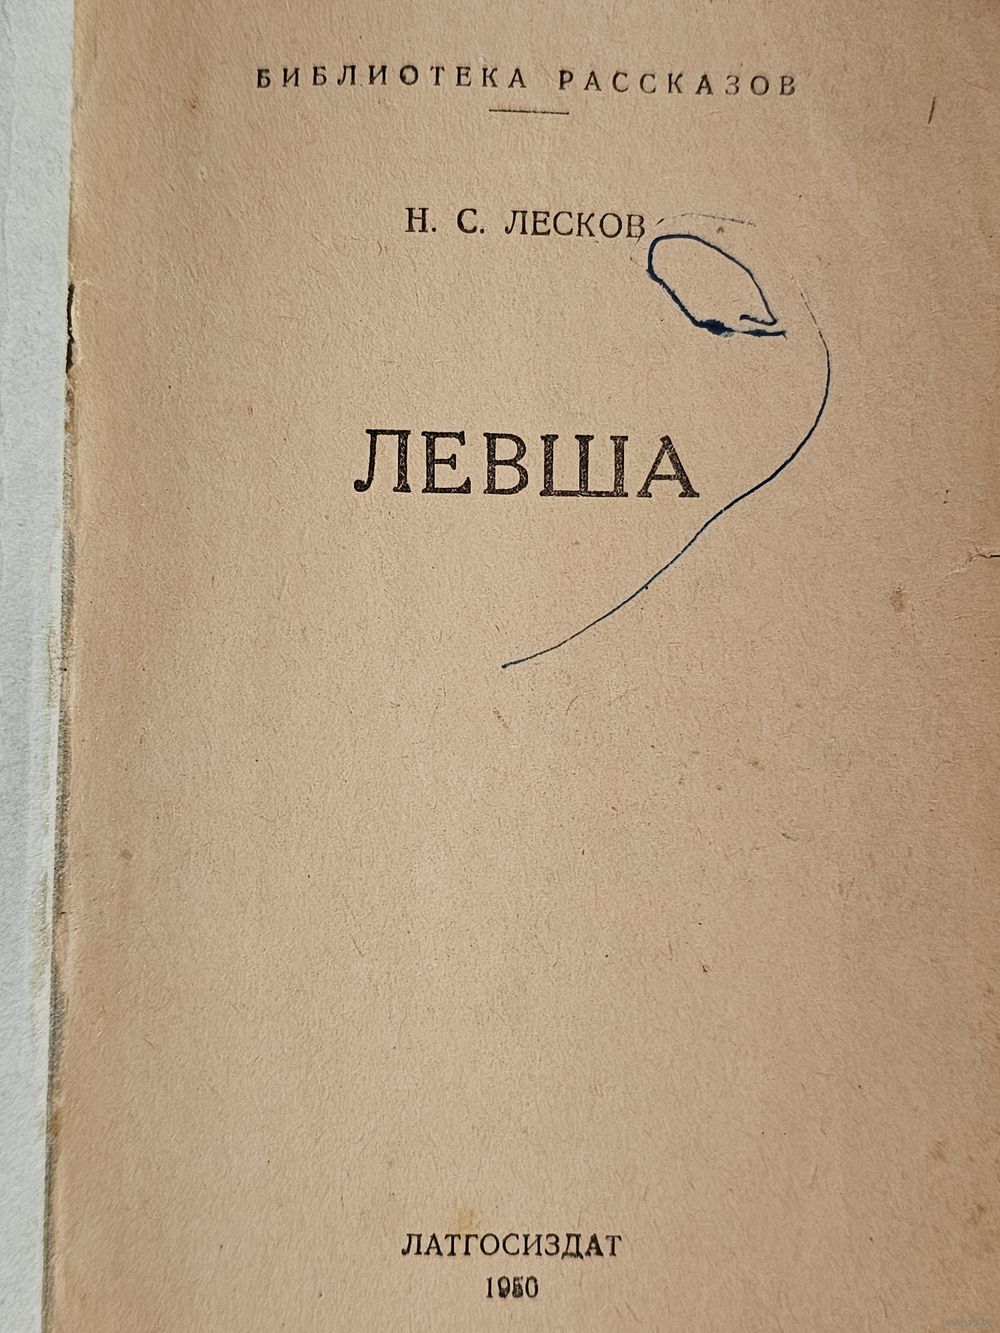 БИБЛИОТЕКА РАССКАЗОВ
Н. С. ЛЕСКОВ
ЛЕВША
ЛАТГОСИЗДАТ
1950